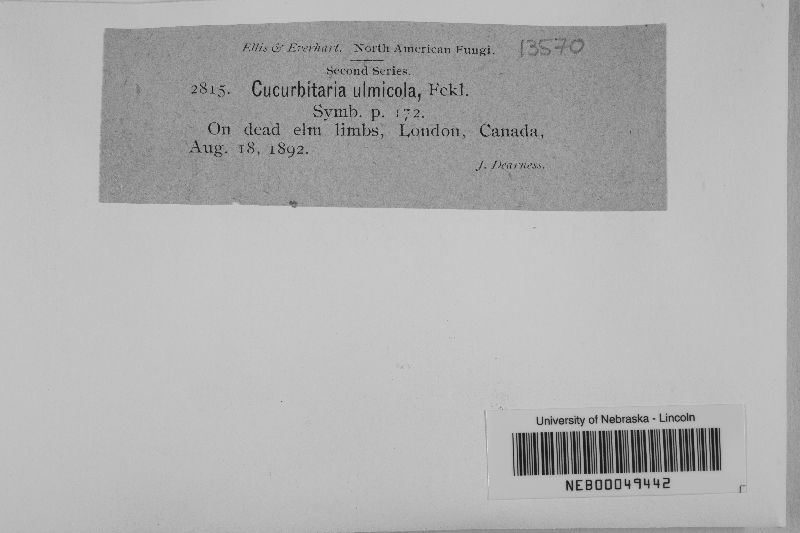 Ellis & Everhart. North American Fungi. 13570
Second Series.
2815. Cucurbitaria ulmicola, Fckl.
Symb. p. 172.
On dead elm limbs, London, Canada,
Aug. 18, 1892.
J. Dearness.
University of Nebraska - Lincoln
NEB00049442